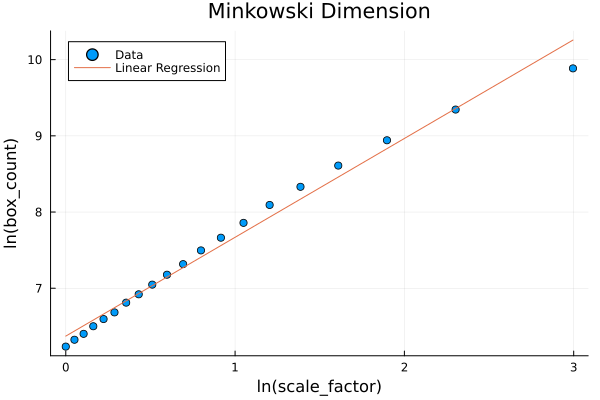 Minkowski Dimension
Data
Linear Regression
ln(box_count)
10
9
8
7
0
1
2
3
ln(scale_factor)